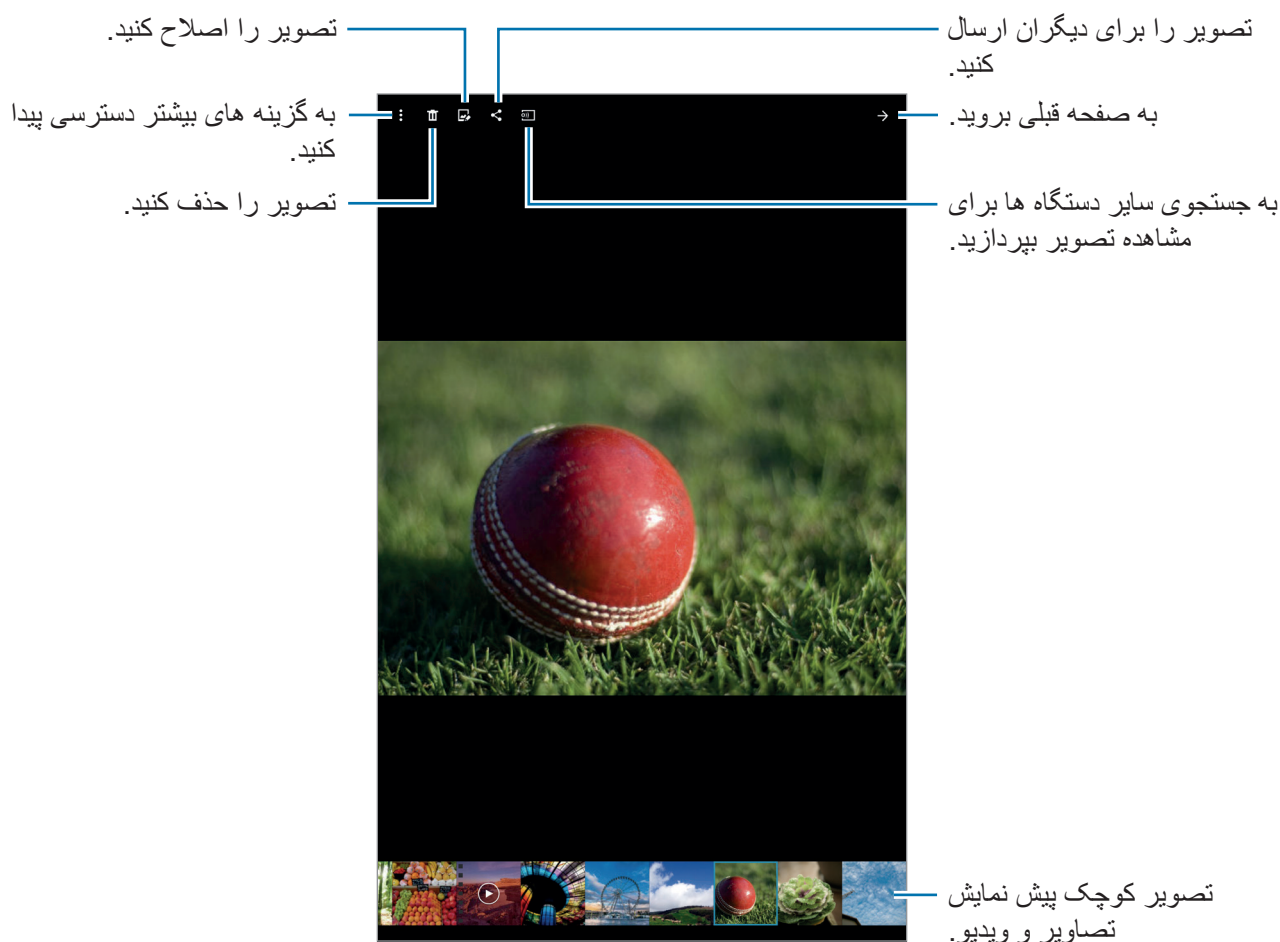 تصویر را برای دیگران ارسال
کنید.
به صفحه قبلی بروید.
به جستجوی سایر دستگاه ها برای
مشاهده تصویر بپردازید.
تصویر را اصلاح کنید.
به گزینه های بیشتر دسترسی پیدا
کنید.
تصویر را حذف کنید.
تصویر کوچک پیش نمایش
تصاویر و ویدیو.